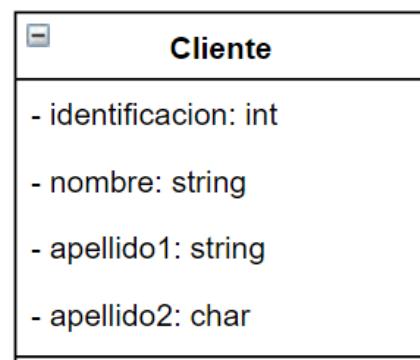 Cliente
- identificacion: int
- nombre: string
- apellido1: string
- apellido2: char